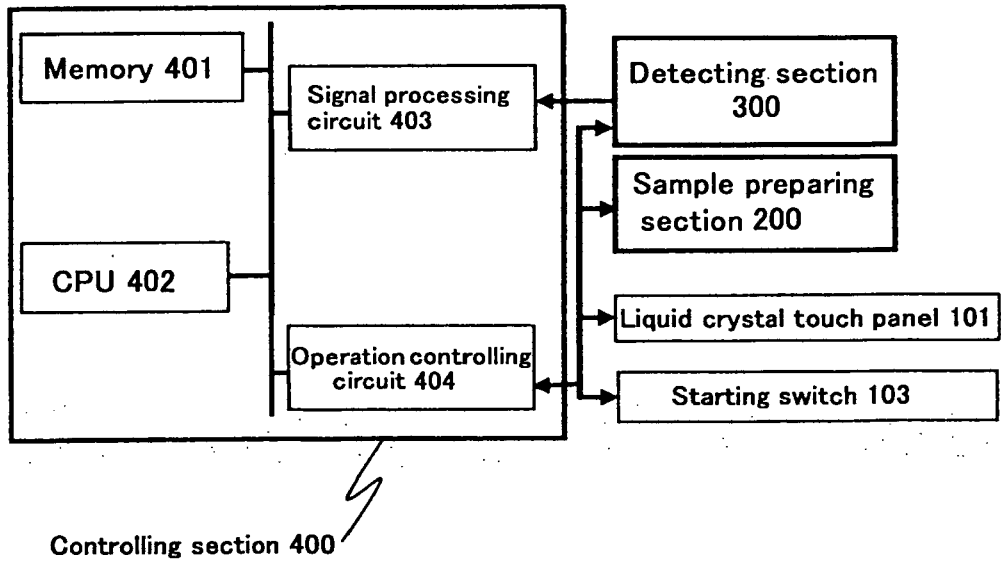 Memory 401
Signal processing
circuit 403
CPU 402
Operation controlling
circuit 404
Detecting section
300
Sample preparing
section 200
Liquid crystal touch panel 101
Starting switch 103
Controlling section 400